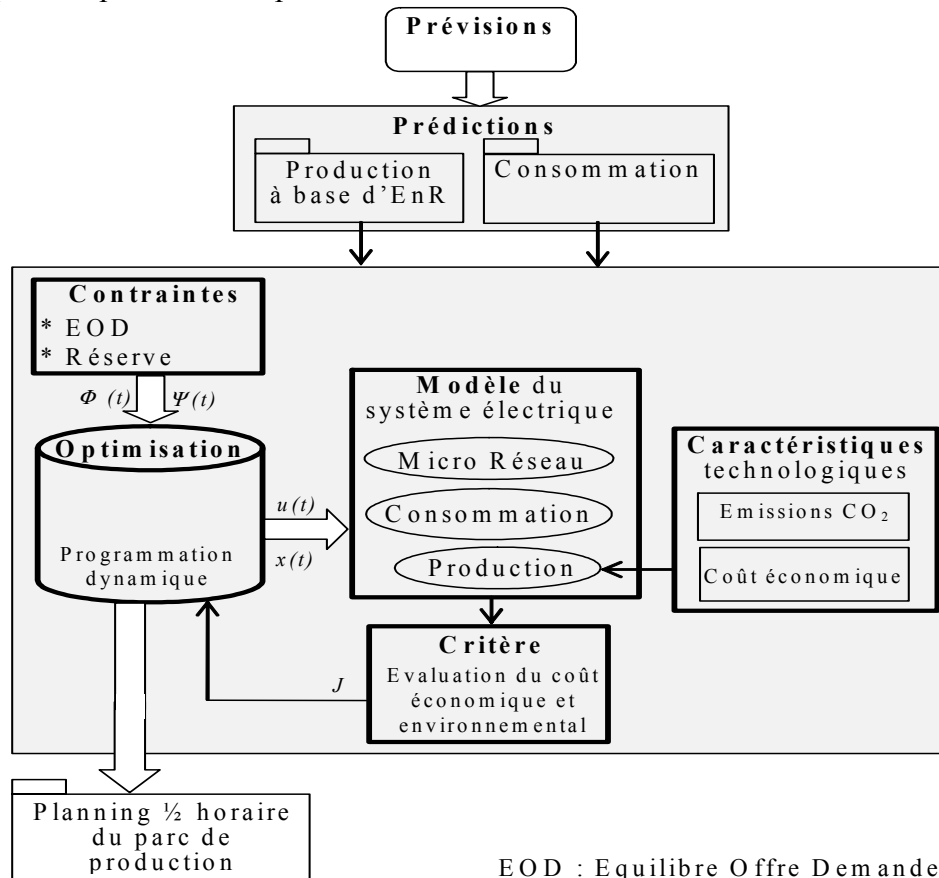 Prévisions
Prédictions
Production
à base d'EnR
Consommation
Contraintes
* EOD
* Réserve
Φ (t)
Ψ(t)
Optimisation
Programmation
dynamique
u(t)
x(t)
Modèle du
système électrique
Micro Réseau
Consommation
Production
Caractéristiques
technologiques
Emissions CO₂
Coût économique
Critère
Evaluation du coût
économique et
environnemental
J
Planning ½ horaire
du parc de
production
EOD : Equilibre Offre Demande